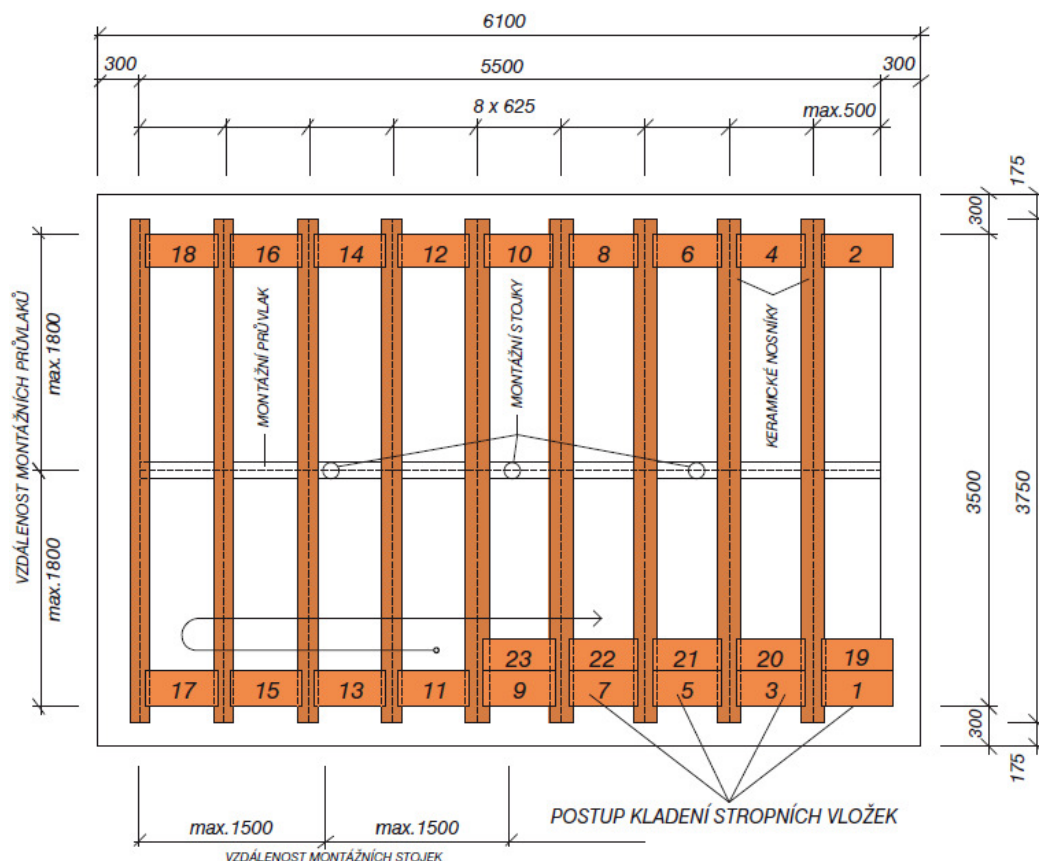 6100
300 5500 300
8 x 625 max.500
175
300
18 16 14 12 10 8 6 4 2
VZDÁLENOST MONTÁŽNÍCH PRŮVLAKŮ
max.1800
MONTÁŽNÍ PRŮVLAK
MONTÁŽNÍ STOJKY
KERAMICKÉ NOSNÍKY
3500
3750
max.1800
23 22 21 20 19
17 15 13 11 9 7 5 3 1
300
175
POSTUP KLADENÍ STROPNÍCH VLOŽEK
max.1500 max.1500
VZDÁLENOST MONTÁŽNÍCH STOJEK